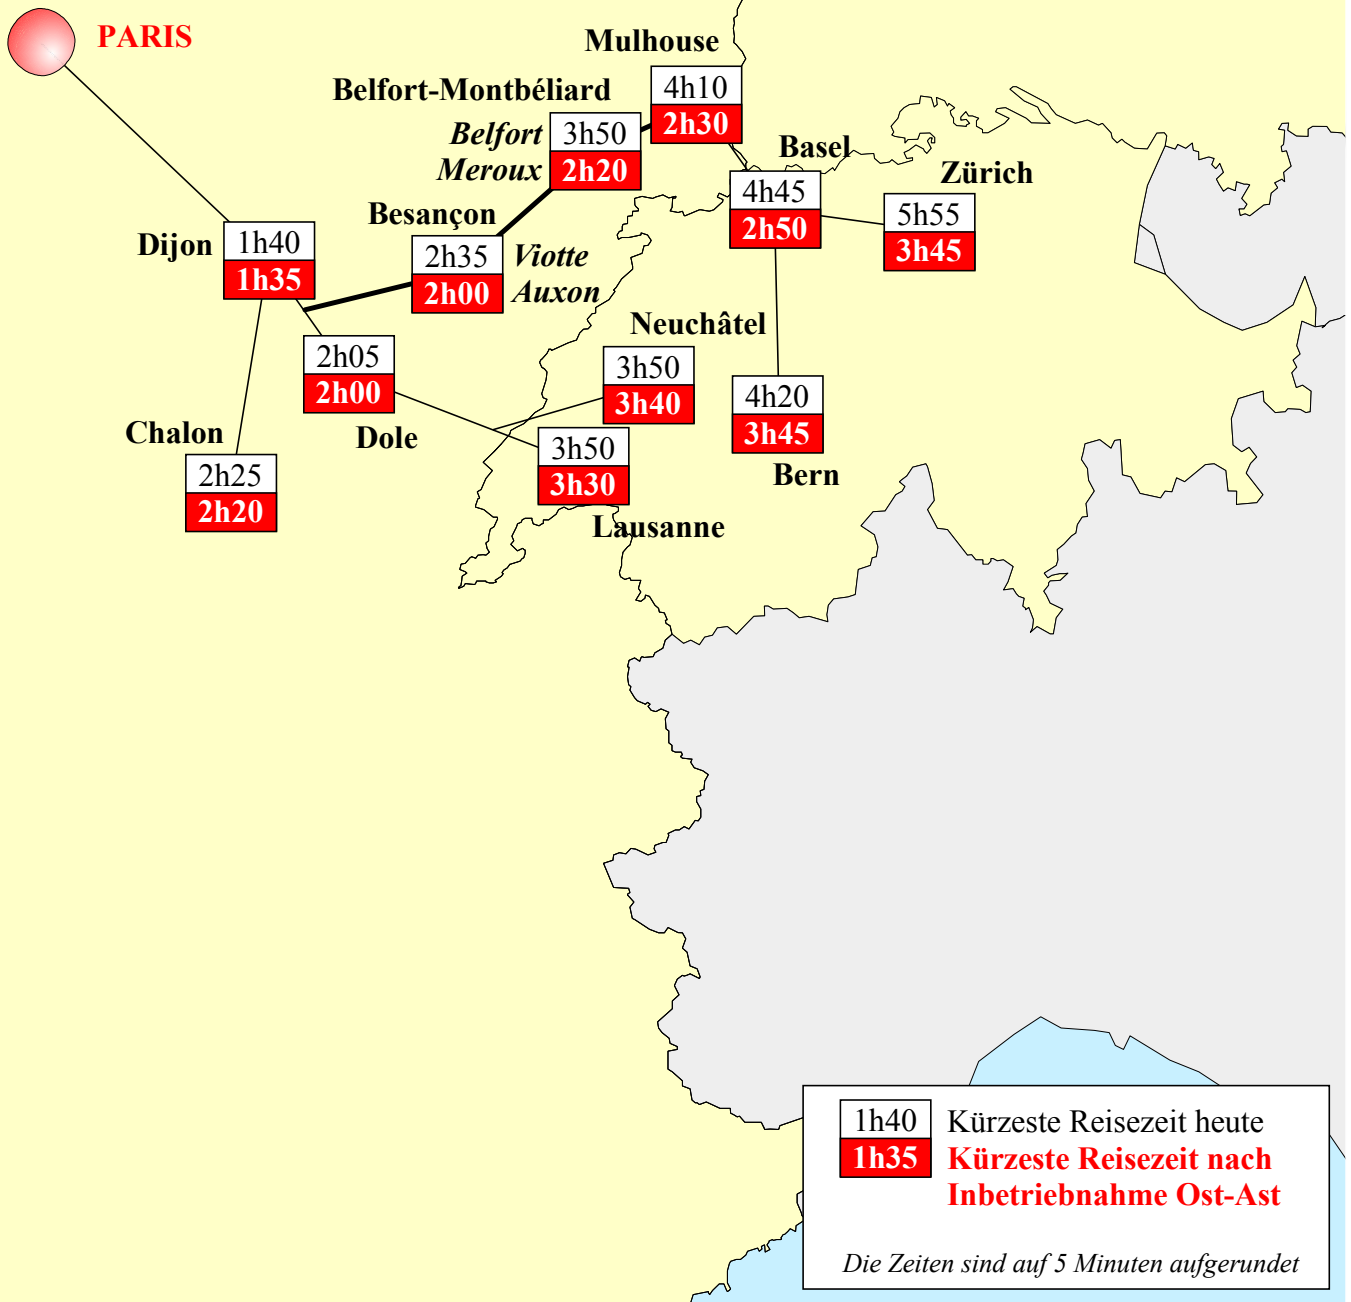 PARIS
Mulhouse
4h10
2h30
Belfort-Montbéliard
Belfort
Meroux
3h50
2h20
Basel
4h45
2h50
Zürich
5h55
3h45
Besançon
2h35
2h00
Viotte
Auxon
Dijon
1h40
1h35
Neuchâtel
3h50
3h40
2h05
2h00
Dole
4h20
3h45
Bern
Chalon
2h25
2h20
3h50
3h30
Lausanne
1h40
Kürzeste Reisezeit heute
1h35
Kürzeste Reisezeit nach
Inbetriebnahme Ost-Ast
Die Zeiten sind auf 5 Minuten aufgerundet